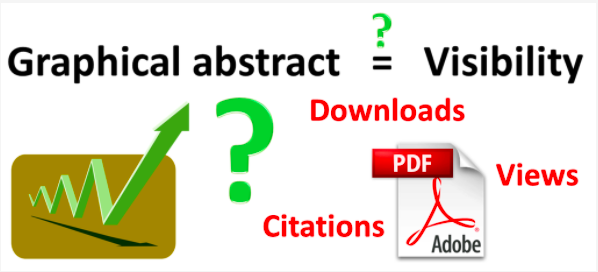 ?
Graphical abstract = Visibility
?
Downloads
PDF
Views
Citations
Adobe